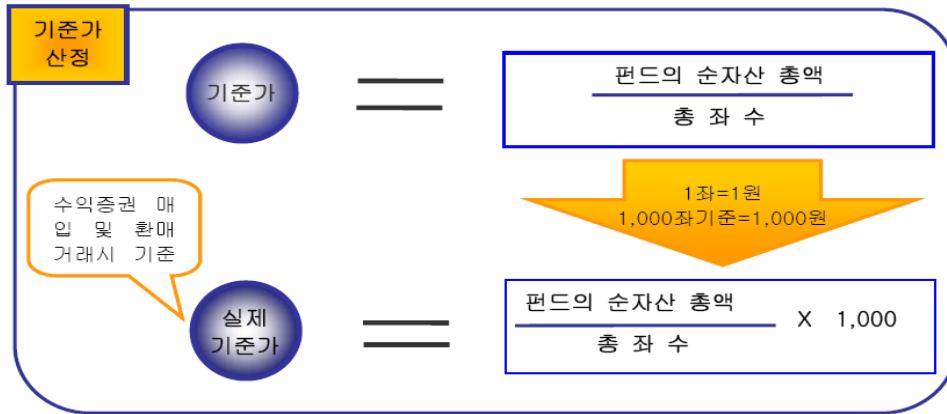 기준가
산정
기준가
펀드의 순자산 총액
총 좌 수
1좌=1원
1,000좌기준=1,000원
수익증권 매
입 및 환매
거래시 기준
실제
기준가
펀드의 순자산 총액
총 좌 수
X 1,000